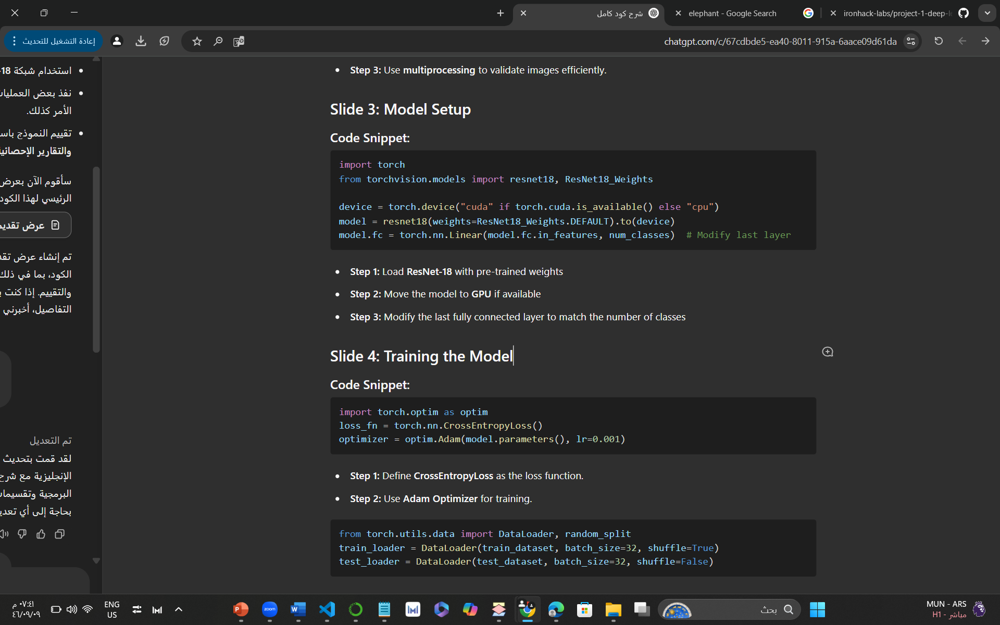 شرح كود كامل
elephant - Google Search
ironhack-labs/project-1-deep-le
إعادة التشغيل للتحديث
chatgpt.com/c/67cdbde5-ea40-8011-915a-6aace09d61da
استخدام شبكة 18-
نفذ بعض العمليات
الأمر كذلك.
تقييم النموذج باس
والتقارير الإحصائية
سأقوم الآن بعرض
الرئيسي لهذا الكود
عرض تقديم
تم إنشاء عرض تقد
الكود، بما في ذلك
والتقييم. إذا كنت ب
التفاصيل، أخبرني
تم التعديل
لقد قمت بتحديث
الإنجليزية مع شرح
البرمجية وتقسيمات
بحاجة إلى أي تعدي
Step 3: Use multiprocessing to validate images efficiently.
Slide 3: Model Setup
Code Snippet:
import torch
from torchvision.models import resnet18, ResNet18_Weights
device = torch.device("cuda" if torch.cuda.is_available() else "cpu")
model = resnet18(weights=ResNet18_Weights.DEFAULT).to(device)
model.fc = torch.nn.Linear(model.fc.in_features, num_classes)  # Modify last layer
Step 1: Load ResNet-18 with pre-trained weights
Step 2: Move the model to GPU if available
Step 3: Modify the last fully connected layer to match the number of classes
Slide 4: Training the Model
Code Snippet:
import torch.optim as optim
loss_fn = torch.nn.CrossEntropyLoss()
optimizer = optim.Adam(model.parameters(), lr=0.001)
Step 1: Define CrossEntropyLoss as the loss function.
Step 2: Use Adam Optimizer for training.
from torch.utils.data import DataLoader, random_split
train_loader = DataLoader(train_dataset, batch_size=32, shuffle=True)
test_loader = DataLoader(test_dataset, batch_size=32, shuffle=False)
٠٧:٤١ م
٤٦/٠٩/٠٩
ENG
US
zoom
بحث
MUN - ARS
مباشر - H1